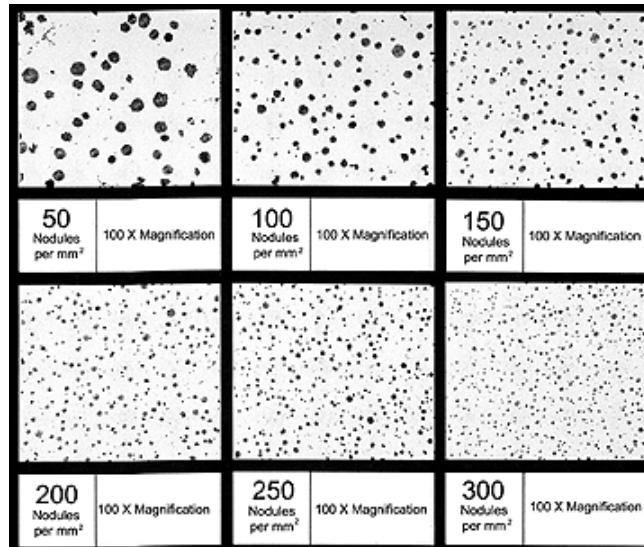 50
Nodules
per mm²
100 X Magnification
100
Nodules
per mm²
100 X Magnification
150
Nodules
per mm²
100 X Magnification
200
Nodules
per mm²
100 X Magnification
250
Nodules
per mm²
100 X Magnification
300
Nodules
per mm²
100 X Magnification